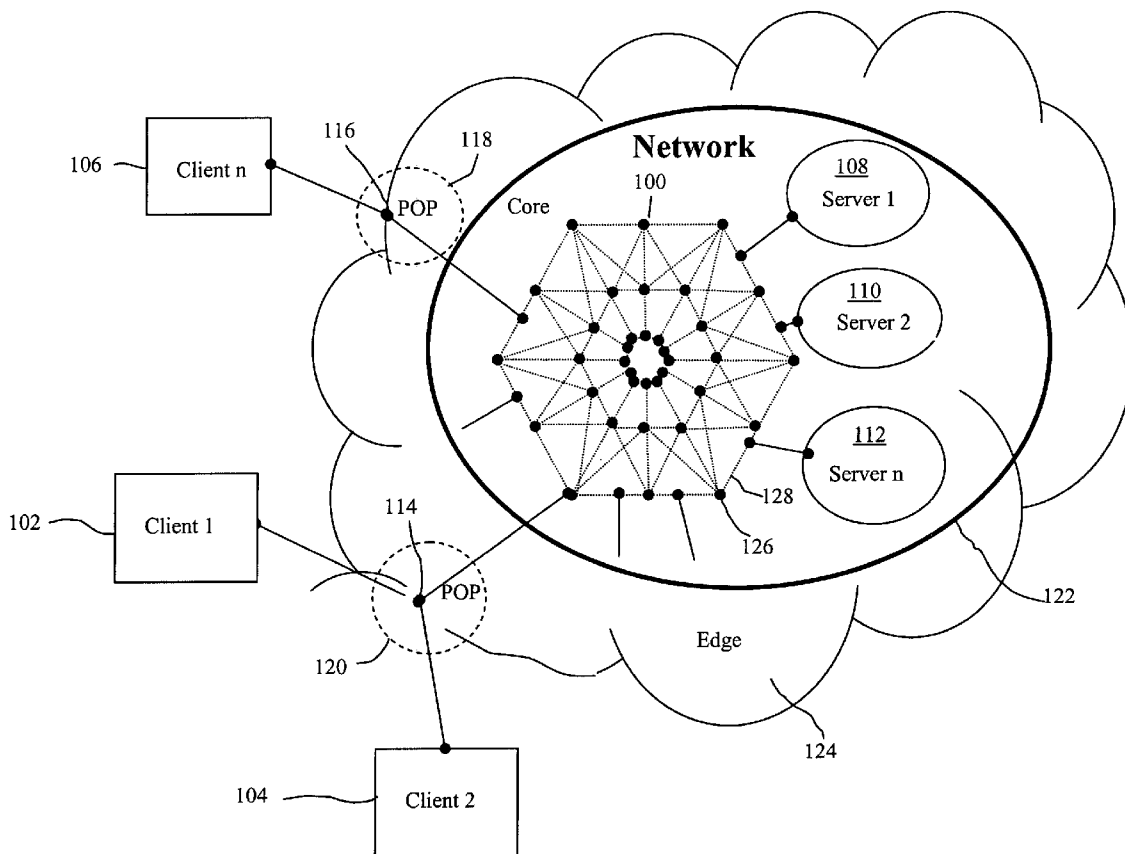 Network
116
118
108
106
Client n
POP
Core
100
Server 1
110
Server 2
112
Server n
128
114
126
102
Client 1
POP
122
120
Edge
124
104
Client 2